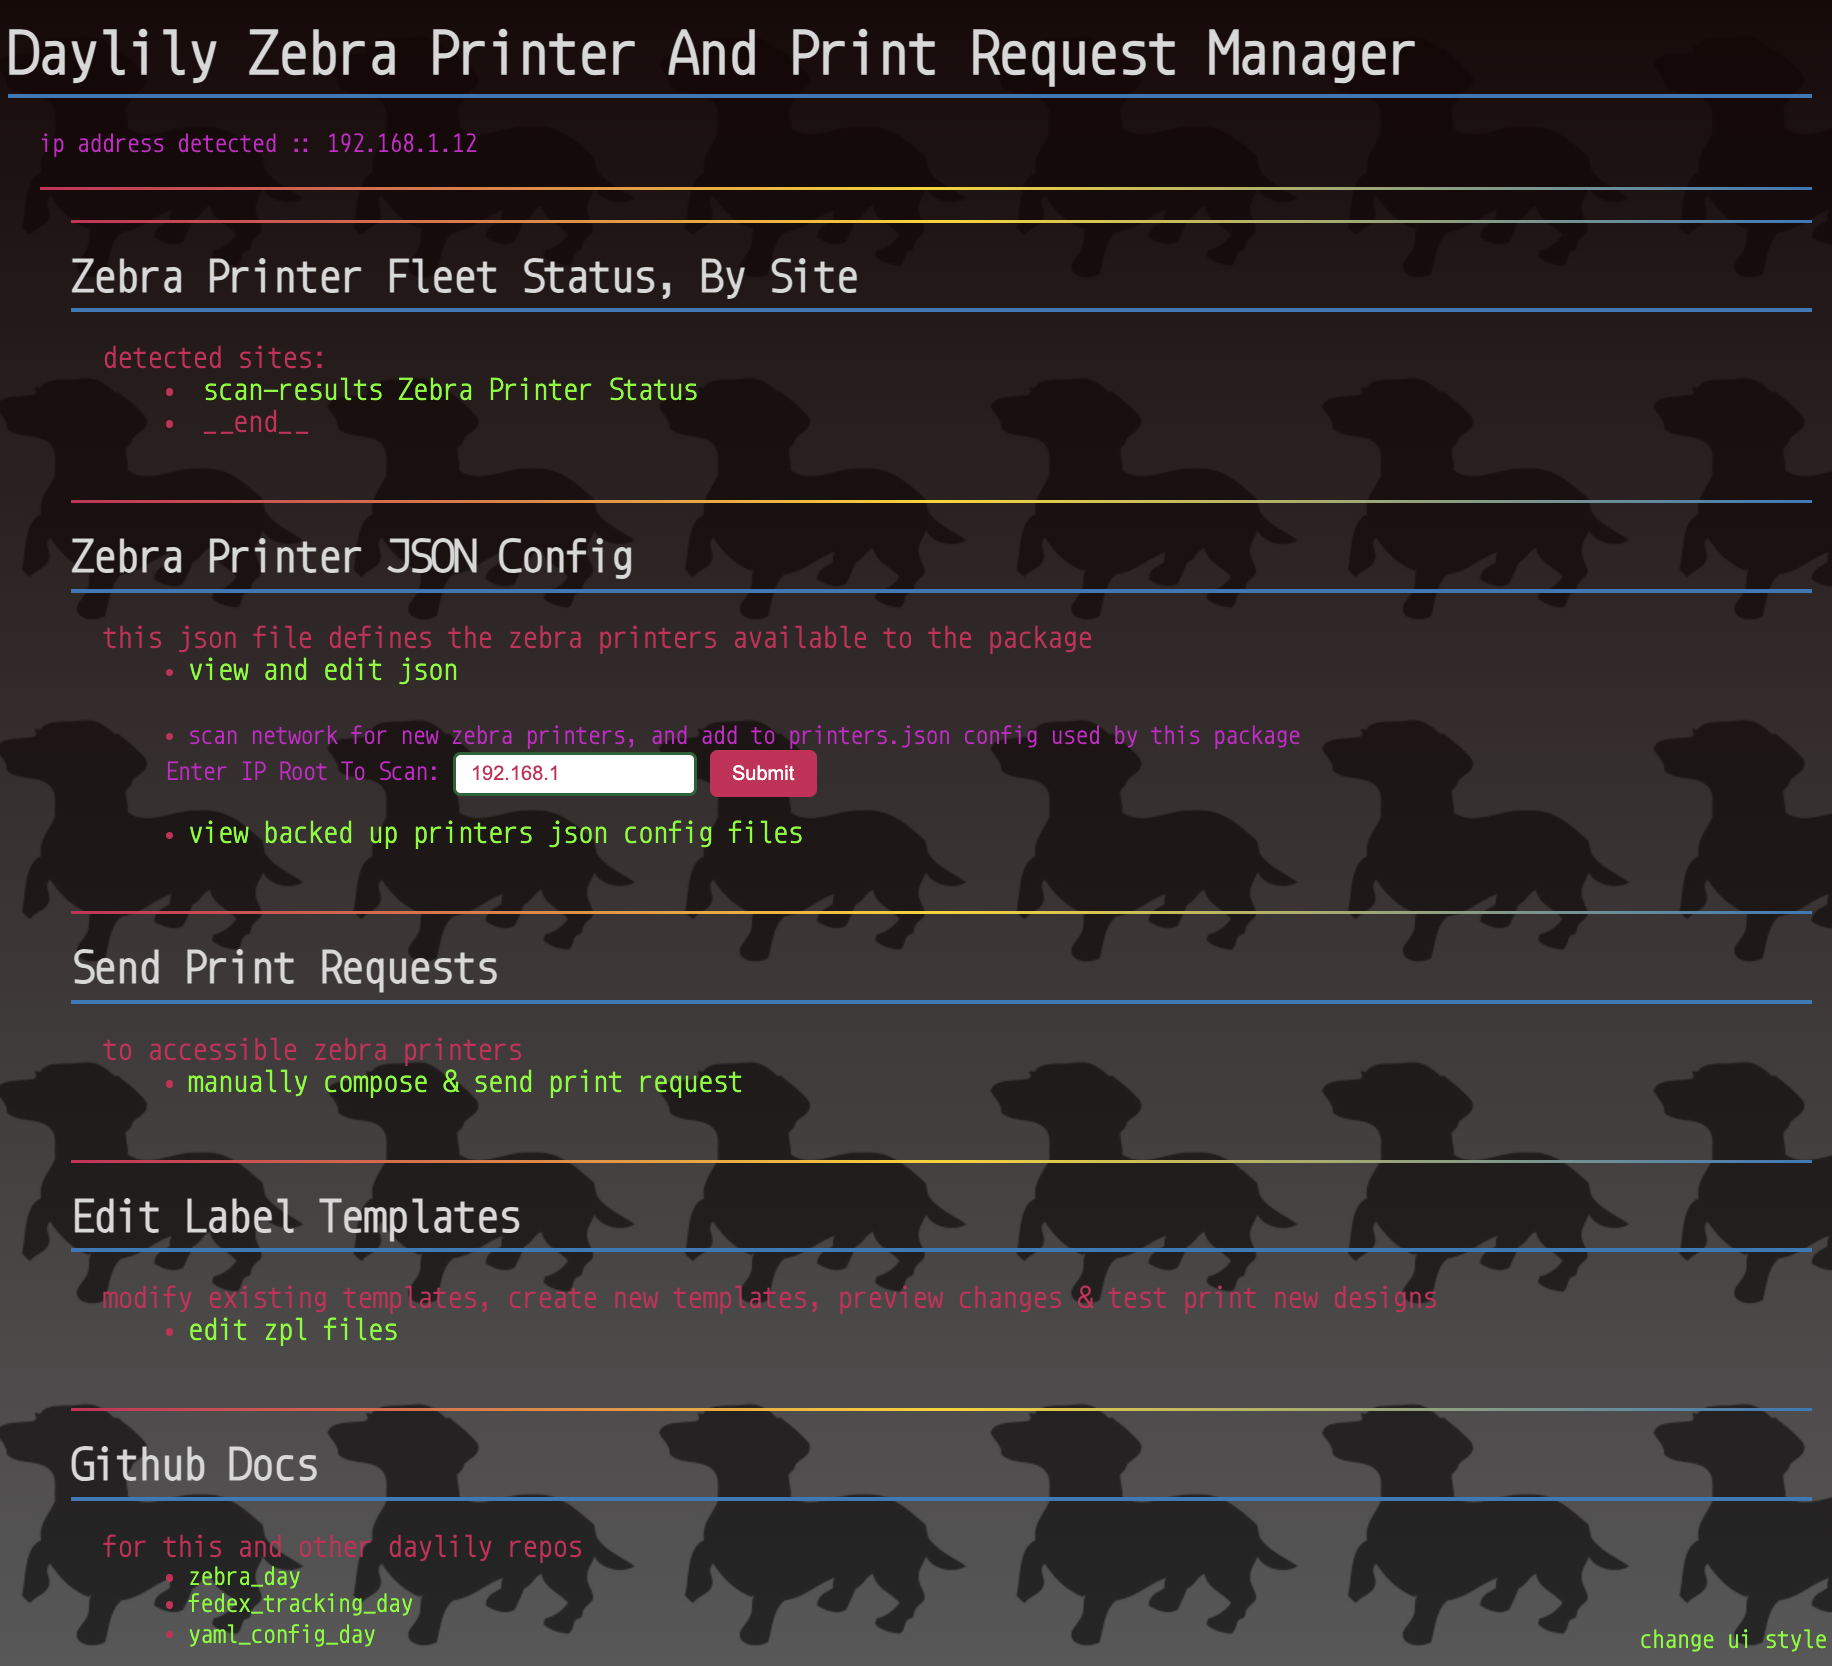 Daylily Zebra Printer And Print Request Manager
ip address detected :: 192.168.1.12
Zebra Printer Fleet Status, By Site
detected sites:
scan-results Zebra Printer Status
__end__
Zebra Printer JSON Config
this json file defines the zebra printers available to the package
view and edit json
scan network for new zebra printers, and add to printers.json config used by this package
Enter IP Root To Scan: 192.168.1 Submit
view backed up printers json config files
Send Print Requests
to accessible zebra printers
manually compose & send print request
Edit Label Templates
modify existing templates, create new templates, preview changes & test print new designs
edit zpl files
Github Docs
for this and other daylily repos
zebra_day
fedex_tracking_day
yaml_config_day
change ui style